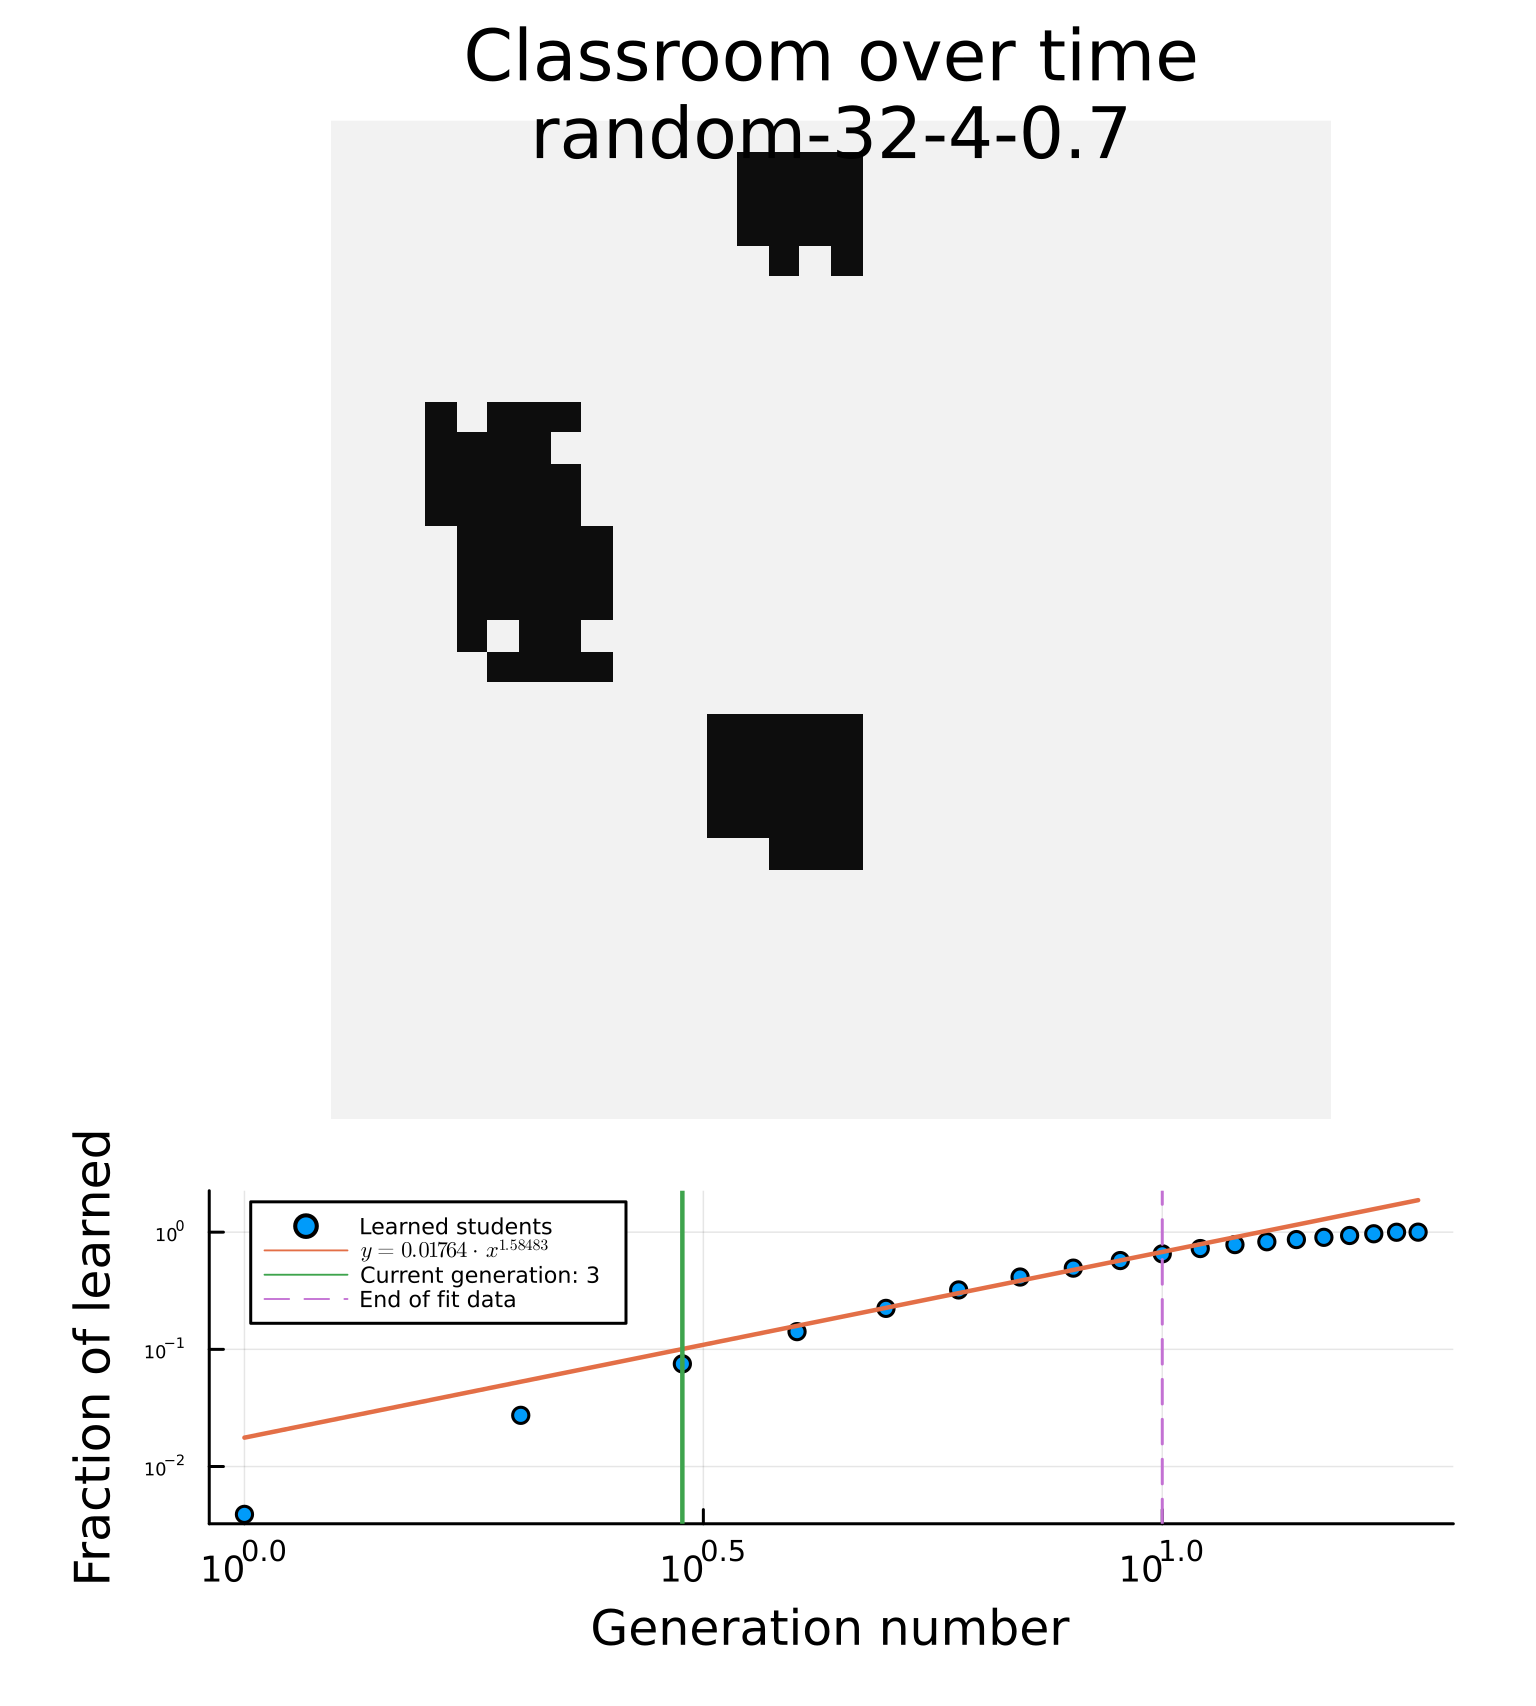 Classroom over time
random-32-4-0.7
Fraction of learned
10⁰
10⁻¹
10⁻²
Learned students
y = 0.01764 · x^1.58483
Current generation: 3
End of fit data
10^0.0
10^0.5
10^1.0
Generation number